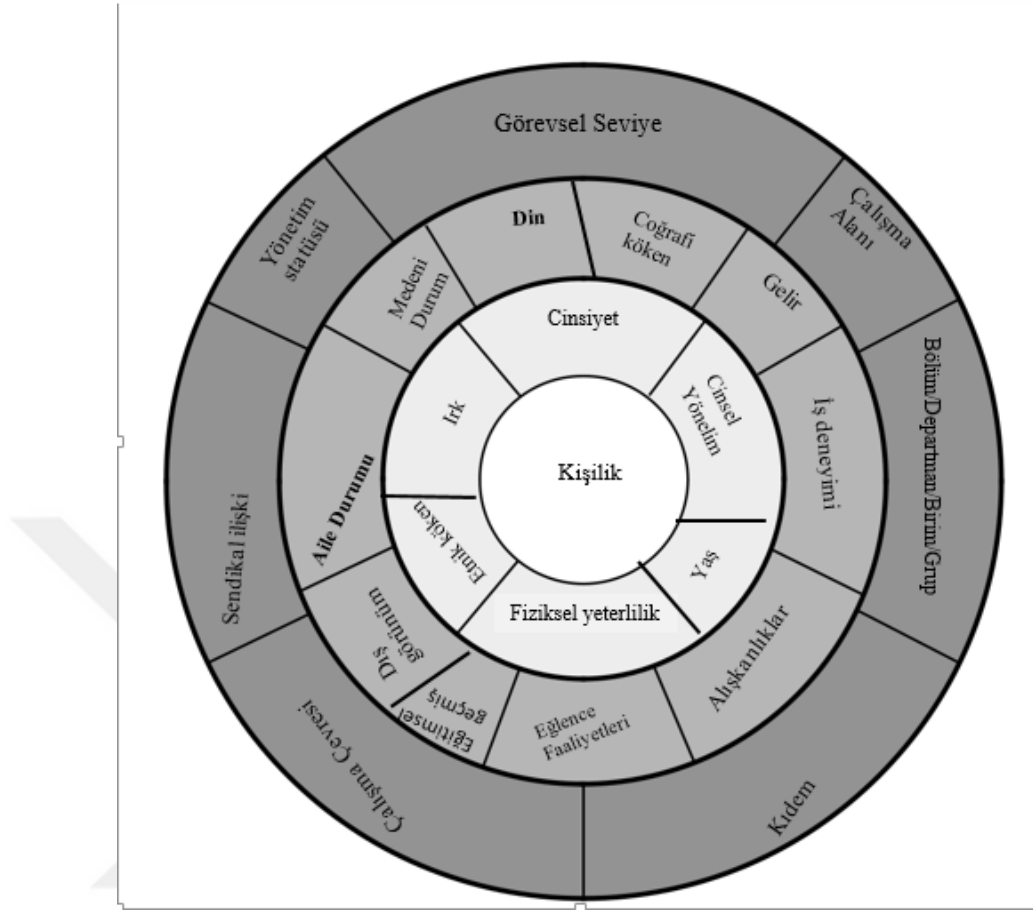 Görevsel Seviye
Çalışma
Alanı
Bölüm/Departman/Birim/Grup
Kıdem
Çalışma Çevresi
Sendikal ilişki
Yönetim
statüsü
Din
Coğrafi
köken
Gelir
İş deneyimi
Alışkanlıklar
Eğlence
Faaliyetleri
Eğitimsel
geçmiş
Dış
görünüm
Aile Durumu
Medeni
Durum
Cinsiyet
Cinsel
Yönelim
Yaş
Fiziksel yeterlilik
Etnik köken
Irk
Kişilik